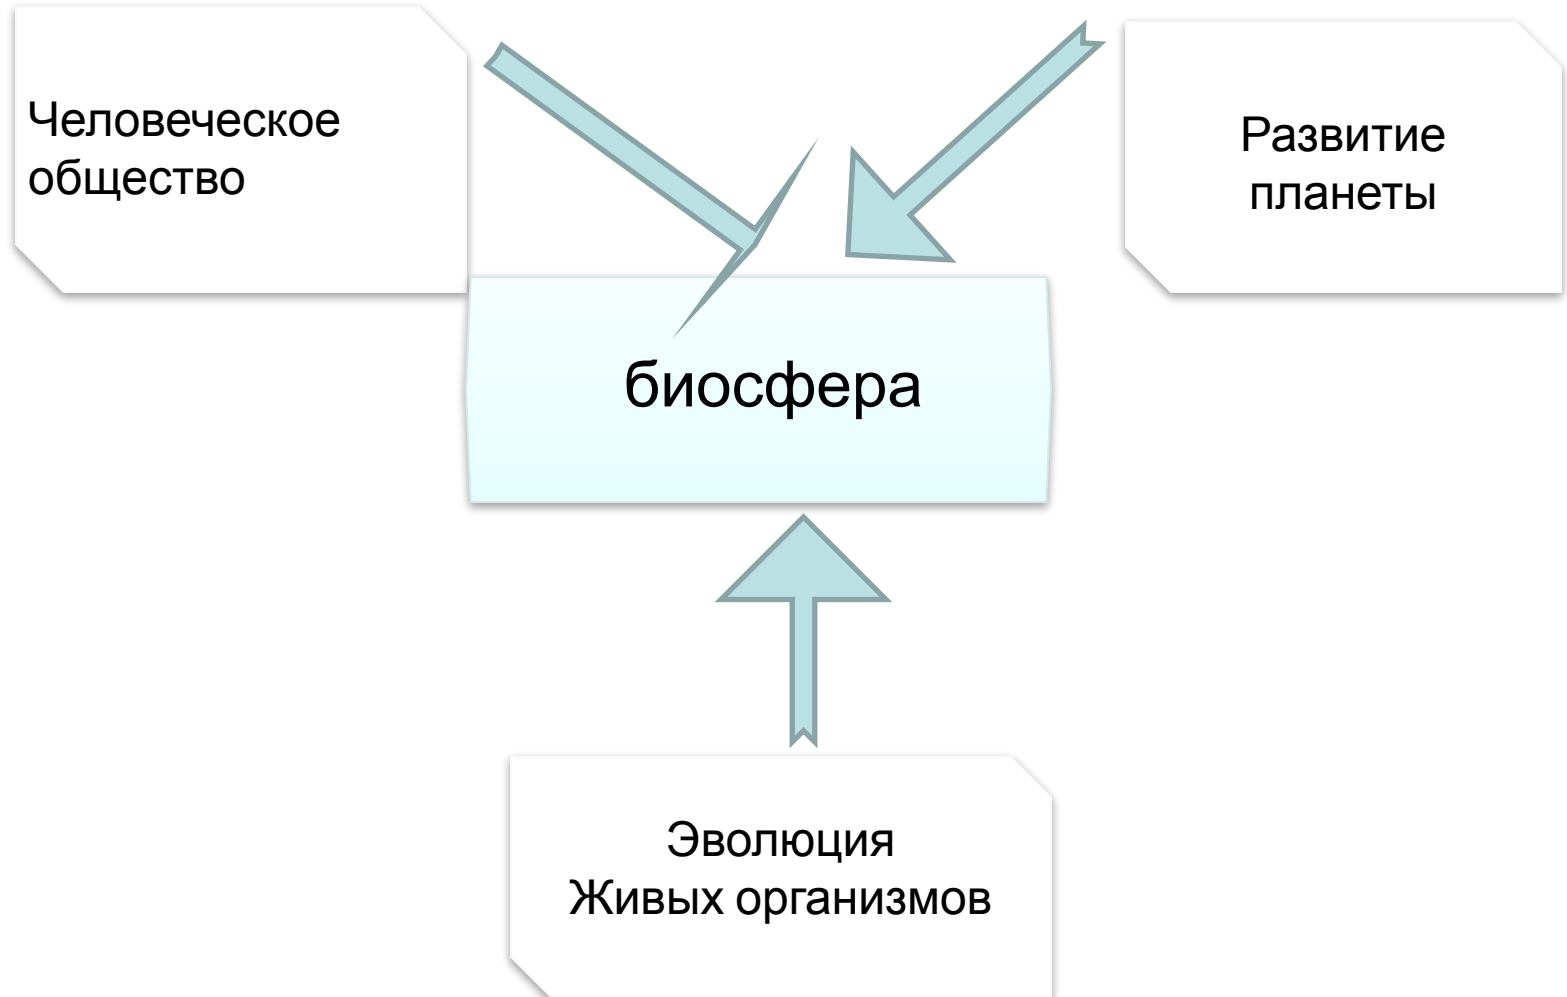 Человеческое
общество
Развитие
планеты
биосфера
Эволюция
Живых организмов